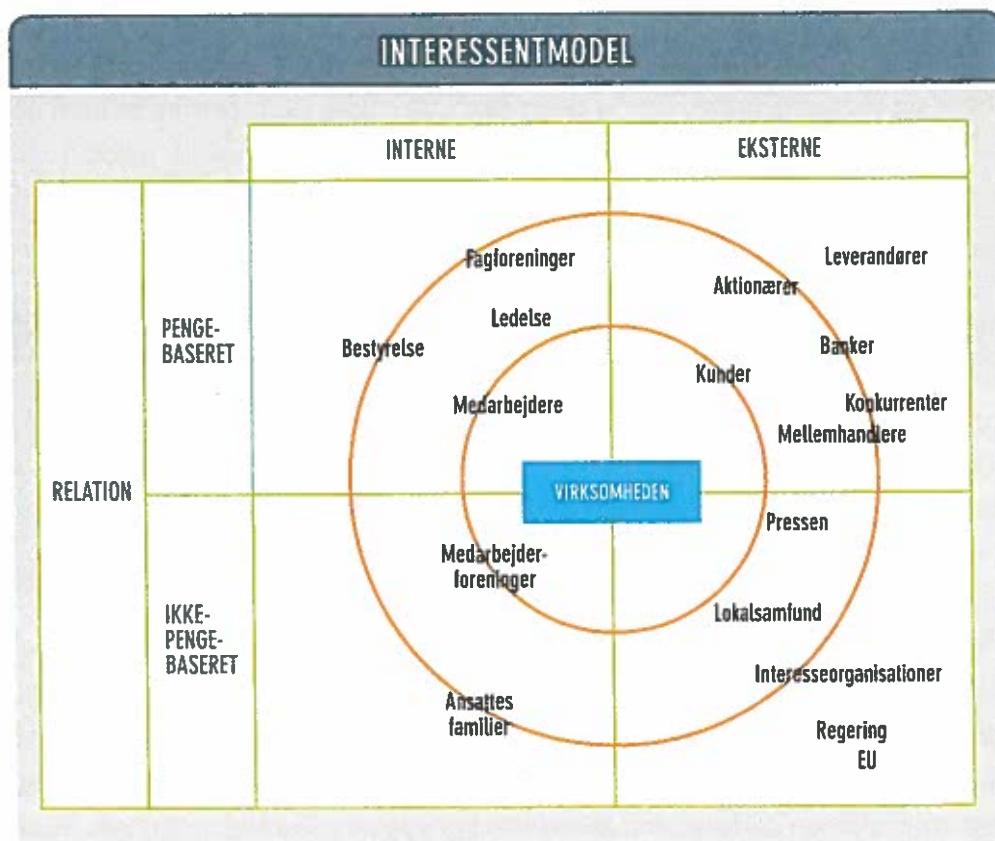 INTERESSENTMODEL
INTERNE
EKSTERNE
RELATION
PENGE-
BASERET
Fagforeninger
Ledelse
Bestyrelse
Medarbejdere
Leverandører
Aktionærer
Banker
Kunder
Konkurrenter
Mellemhandlere
VIRKSOMHEDEN
IKKE-
PENGE-
BASERET
Medarbejder-
foreninger
Ansattes
familier
Pressen
Lokalsamfund
Interesseorganisationer
Regering
EU